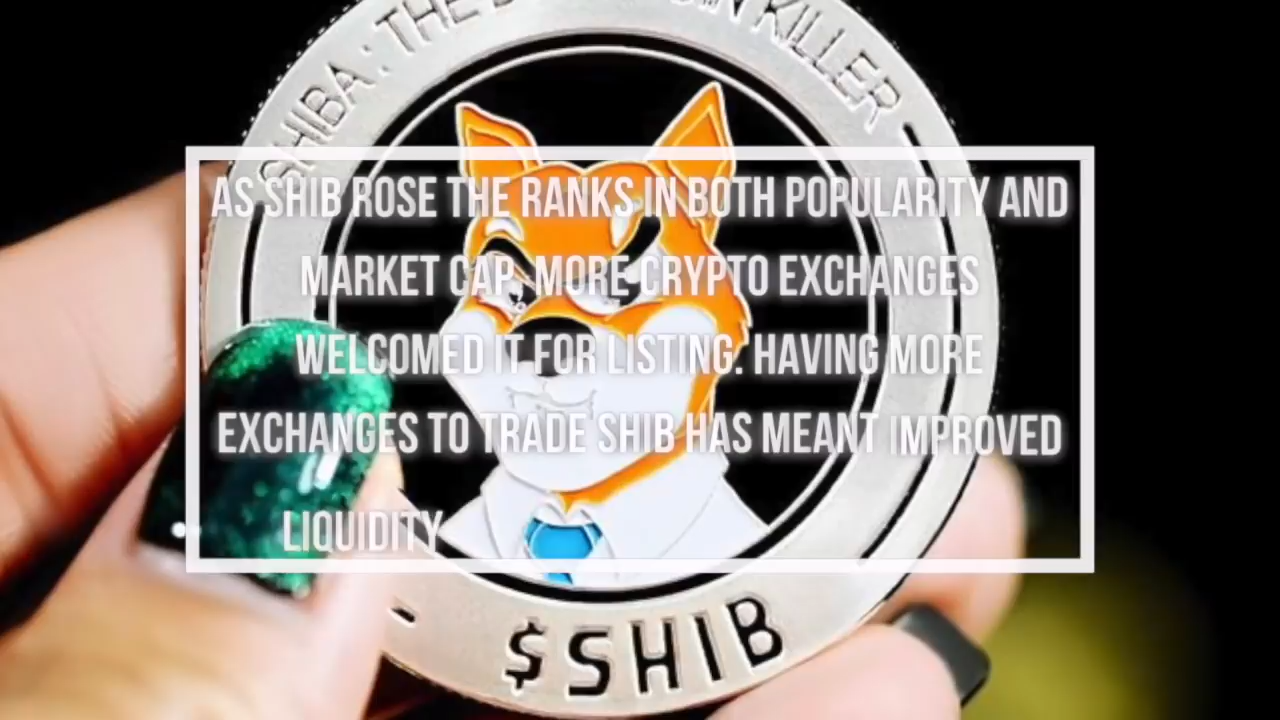 SHIBA : THE
KILLER
AS SHIB ROSE THE RANKS IN BOTH POPULARITY AND
MARKET CAP, MORE CRYPTO EXCHANGES
WELCOMED IT FOR LISTING. HAVING MORE
EXCHANGES TO TRADE SHIB HAS MEANT IMPROVED
LIQUIDITY
$SHIB